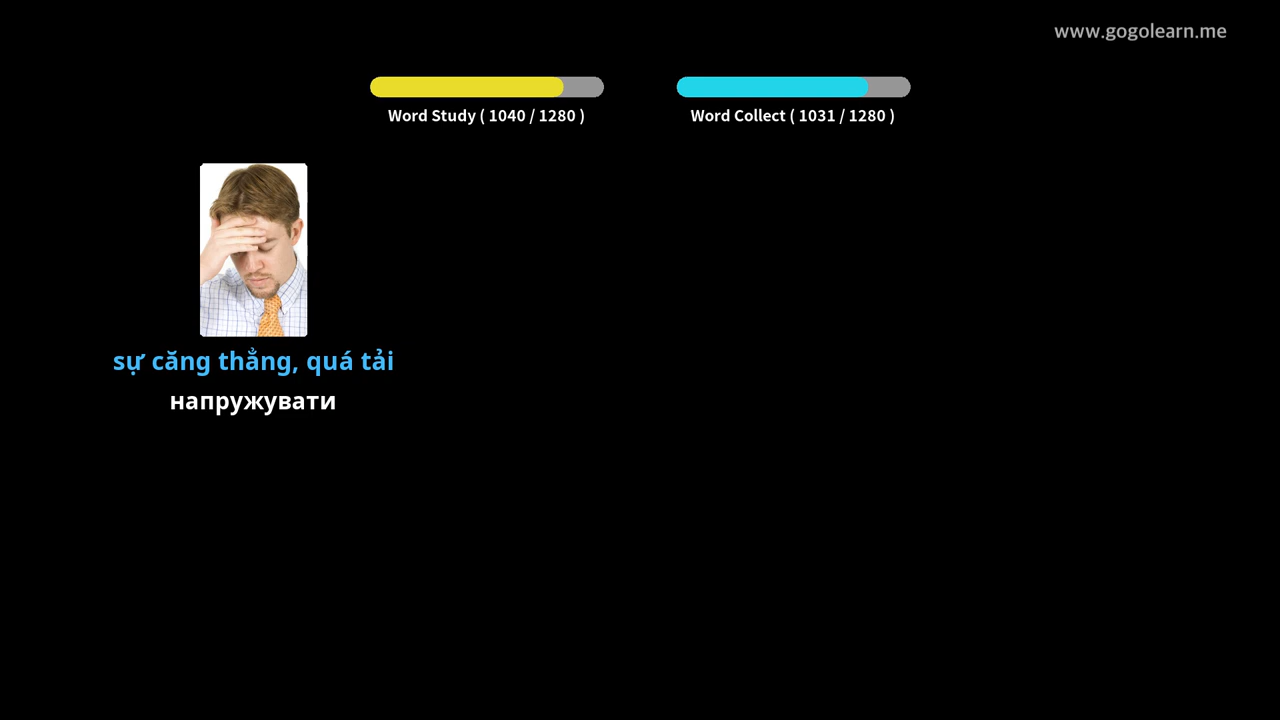 www.gogolearn.me
Word Study ( 1040 / 1280 )
Word Collect ( 1031 / 1280 )
sự căng thẳng, quá tải
напружувати